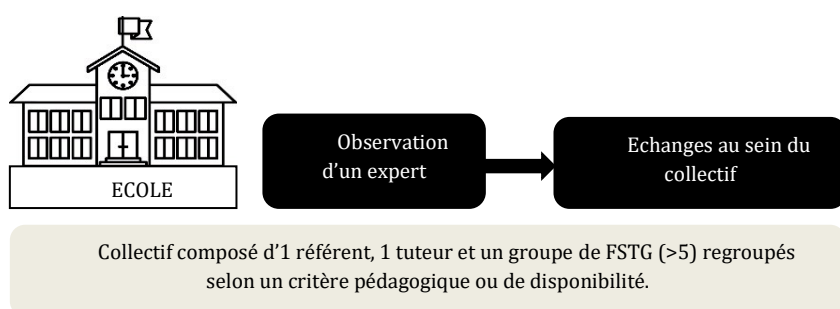 ECOLE
Observation
d’un expert
Echanges au sein du
collectif
Collectif composé d’1 référent, 1 tuteur et un groupe de FSTG (>5) regroupés
selon un critère pédagogique ou de disponibilité.